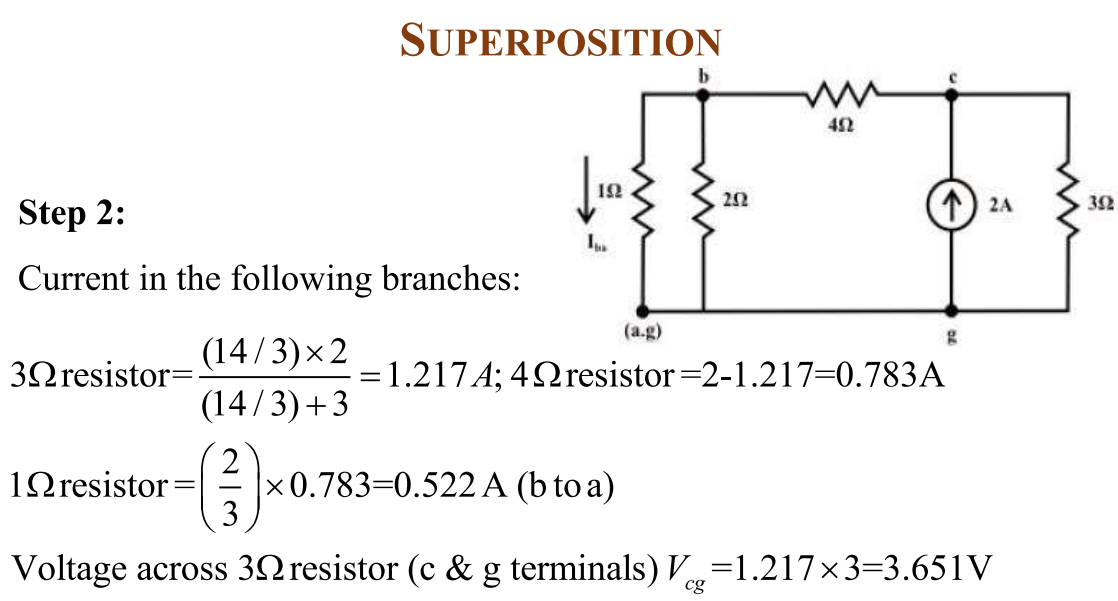 SUPERPOSITION
b
c
4Ω
1Ω
2Ω
2A
3Ω
Step 2:
I_ba
Current in the following branches:
(a.g)
g
3Ω resistor=(14/3)×2/(14/3)+3=1.217A; 4Ω resistor=2-1.217=0.783A
1Ω resistor=(2/3)×0.783=0.522 A (b to a)
Voltage across 3Ω resistor (c & g terminals) V_cg=1.217×3=3.651V